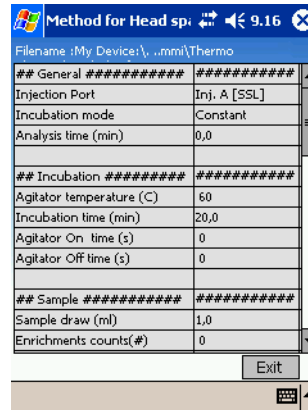 Method for Head spa 9.16
Filename :My Device:\. ..mmi\Thermo
## General ########### ###########
Injection Port Inj. A [SSL]
Incubation mode Constant
Analysis time (min) 0,0
## Incubation ######### ###########
Agitator temperature (C) 60
Incubation time (min) 20,0
Agitator On time (s) 0
Agitator Off time (s) 0
## Sample ############ ###########
Sample draw (ml) 1,0
Enrichments counts(#) 0
Exit